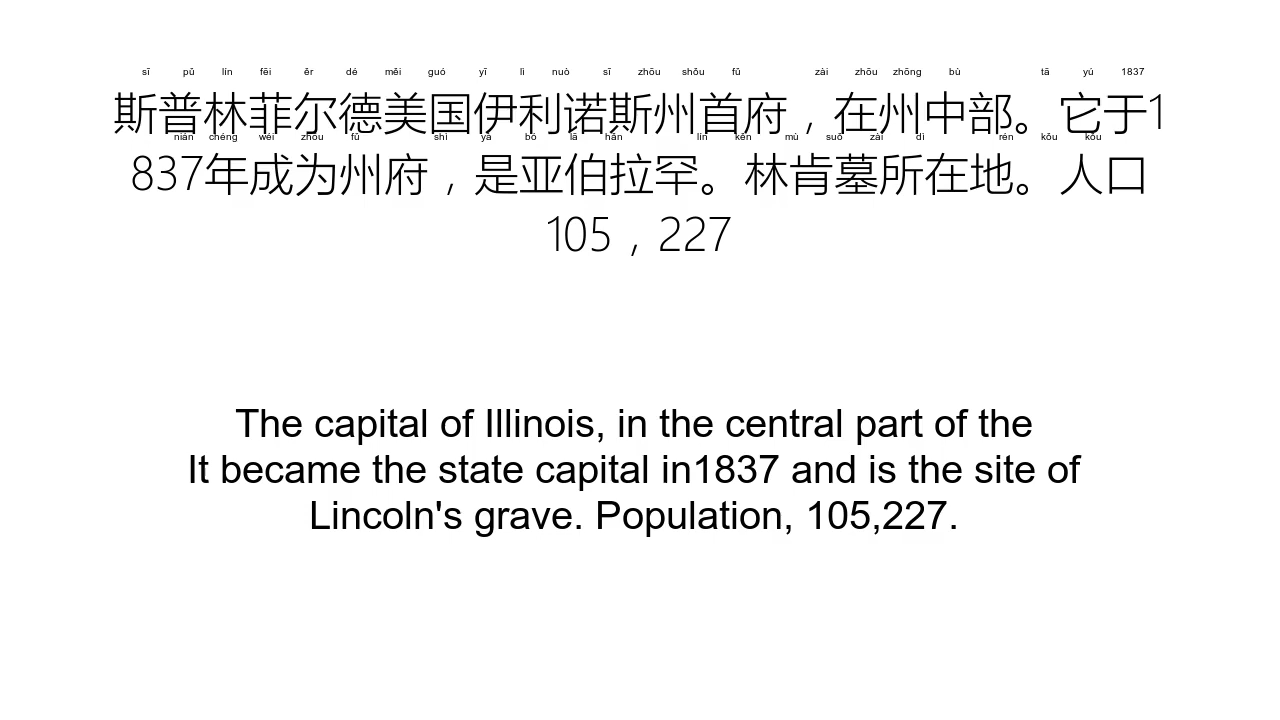 sī pǔ lín fēi ěr dé měi guó yī lì nuò sī zhōu shǒu fǔ zài zhōu zhōng bù tā yú 1837
斯普林菲尔德美国伊利诺斯州首府，在州中部。它于1
nián chéng wéi zhōu fǔ shì yà bó lā hǎn lín kěn mù suǒ zài dì rén kǒu kǒu
837年成为州府，是亚伯拉罕。林肯墓所在地。人口
105，227
The capital of Illinois, in the central part of the
It became the state capital in1837 and is the site of
Lincoln's grave. Population, 105,227.